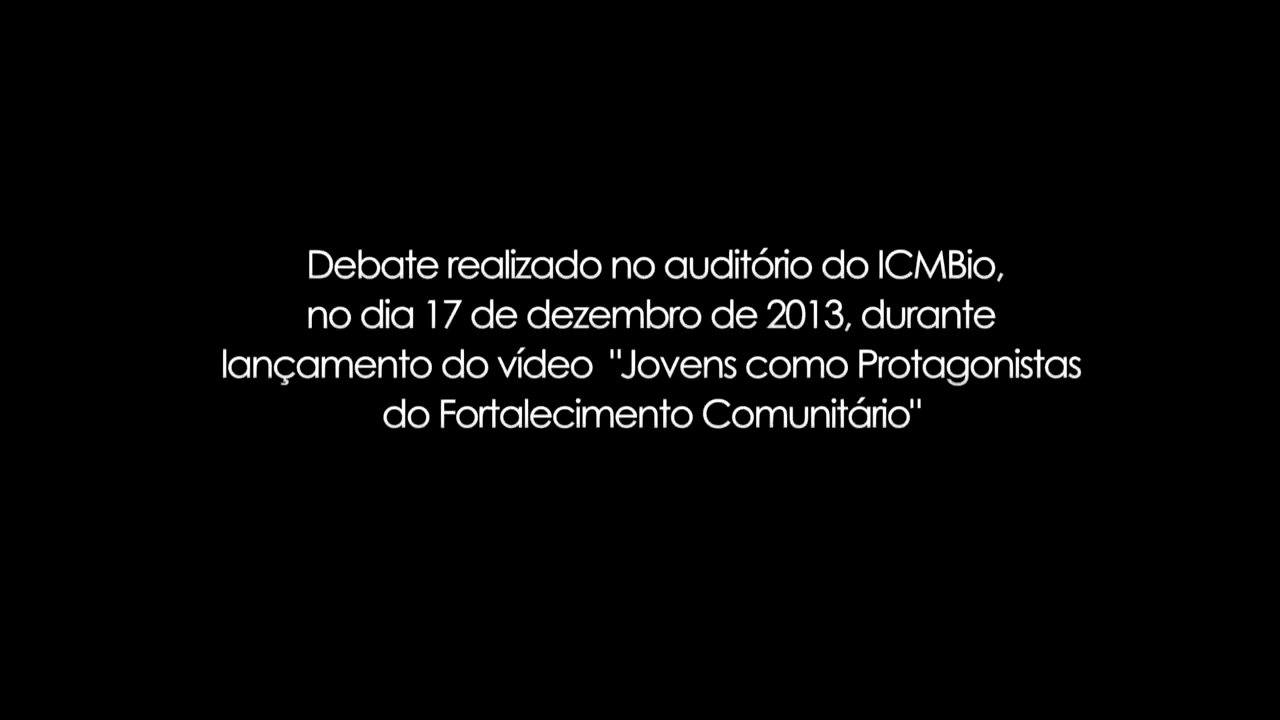 Debate realizado no auditório do ICMBio,
no dia 17 de dezembro de 2013, durante
lançamento do vídeo "Jovens como Protagonistas
do Fortalecimento Comunitário"